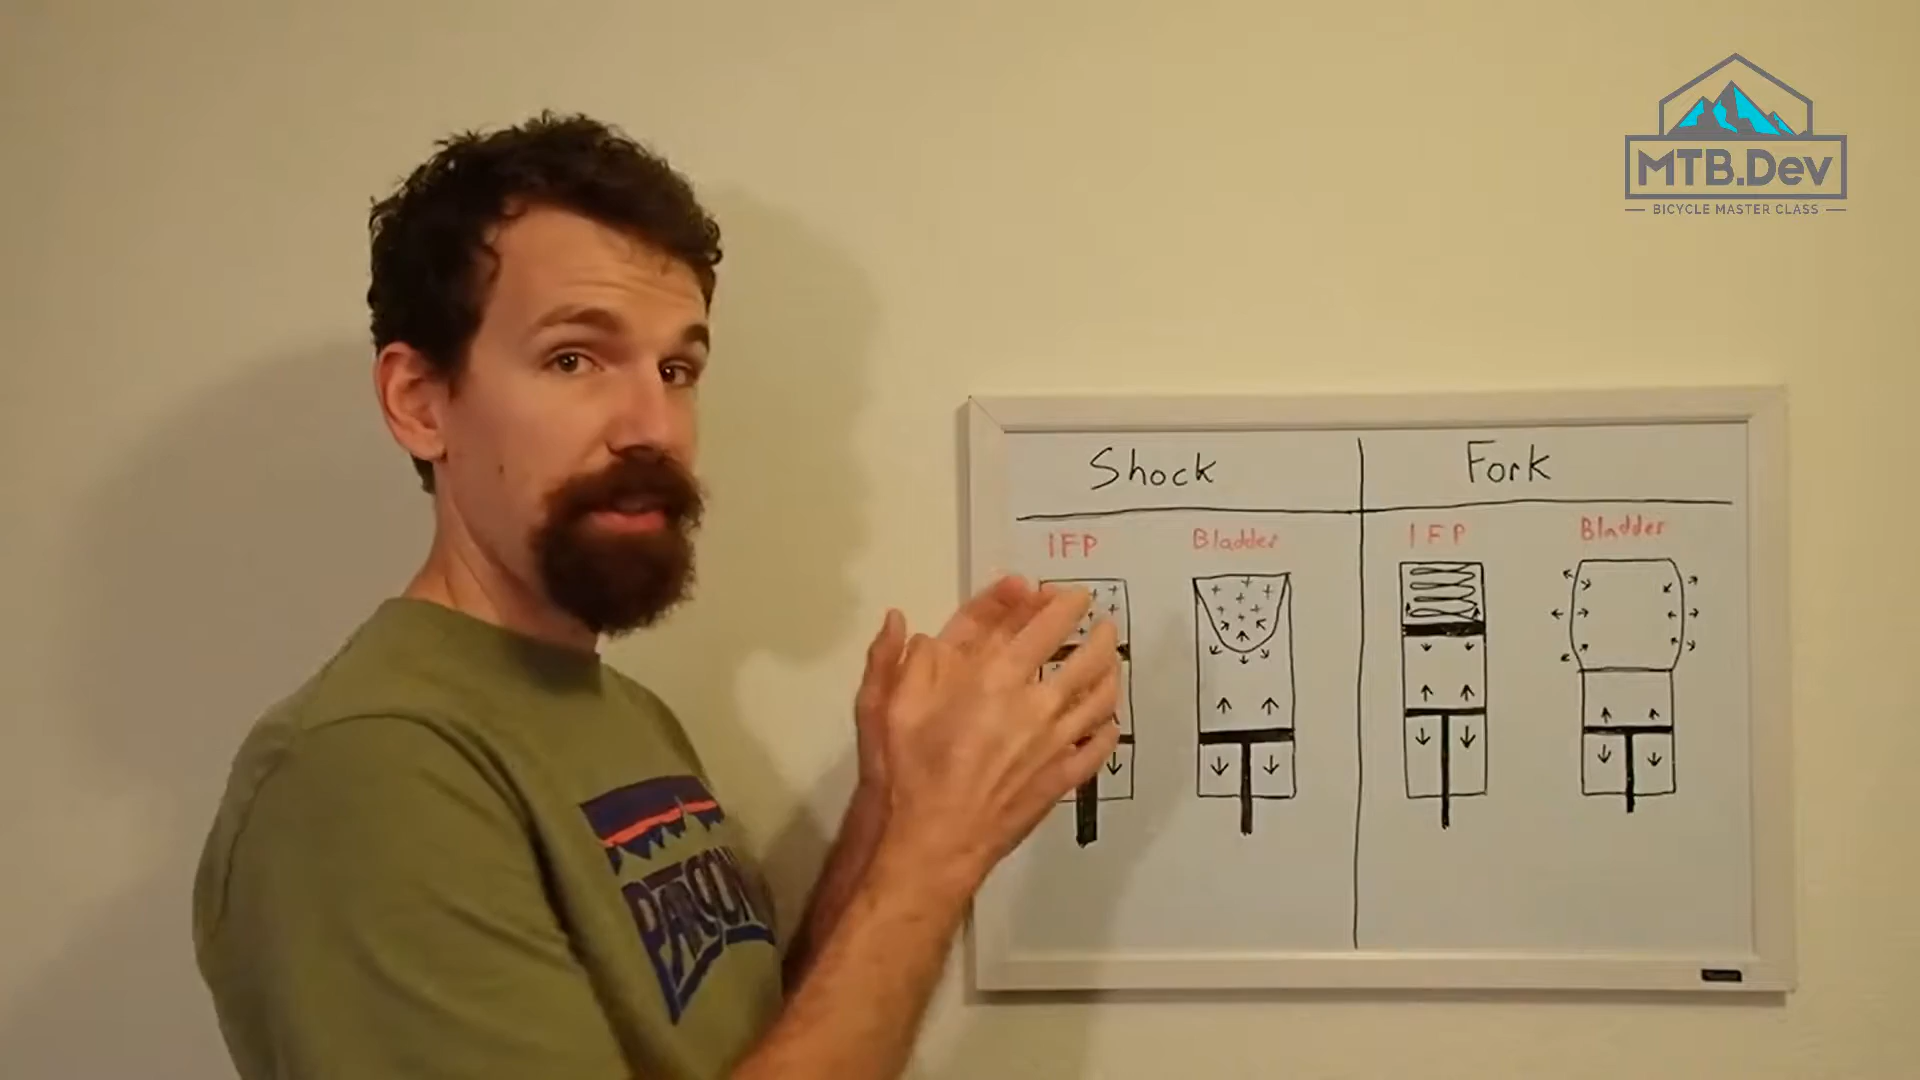 MTB.Dev
BICYCLE MASTER CLASS
Shock
Fork
IFP
Bladder
IFP
Bladder